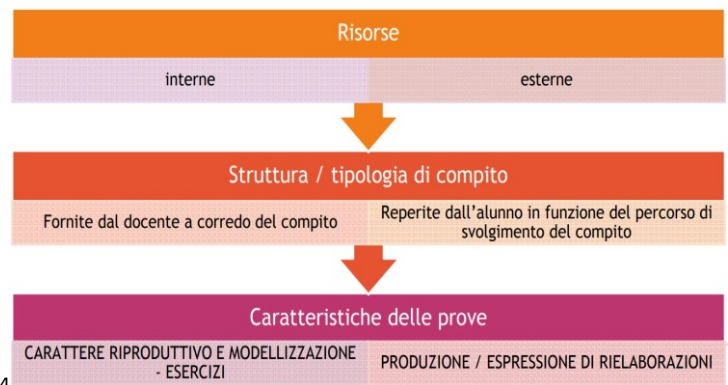 Risorse
interne
esterne
Struttura / tipologia di compito
Fornite dal docente a corredo del compito
Reperite dall'alunno in funzione del percorso di
svolgimento del compito
Caratteristiche delle prove
CARATTERE RIPRODUTTIVO E MODELLIZZAZIONE
- ESERCIZI
PRODUZIONE / ESPRESSIONE DI RIELABORAZIONI
4